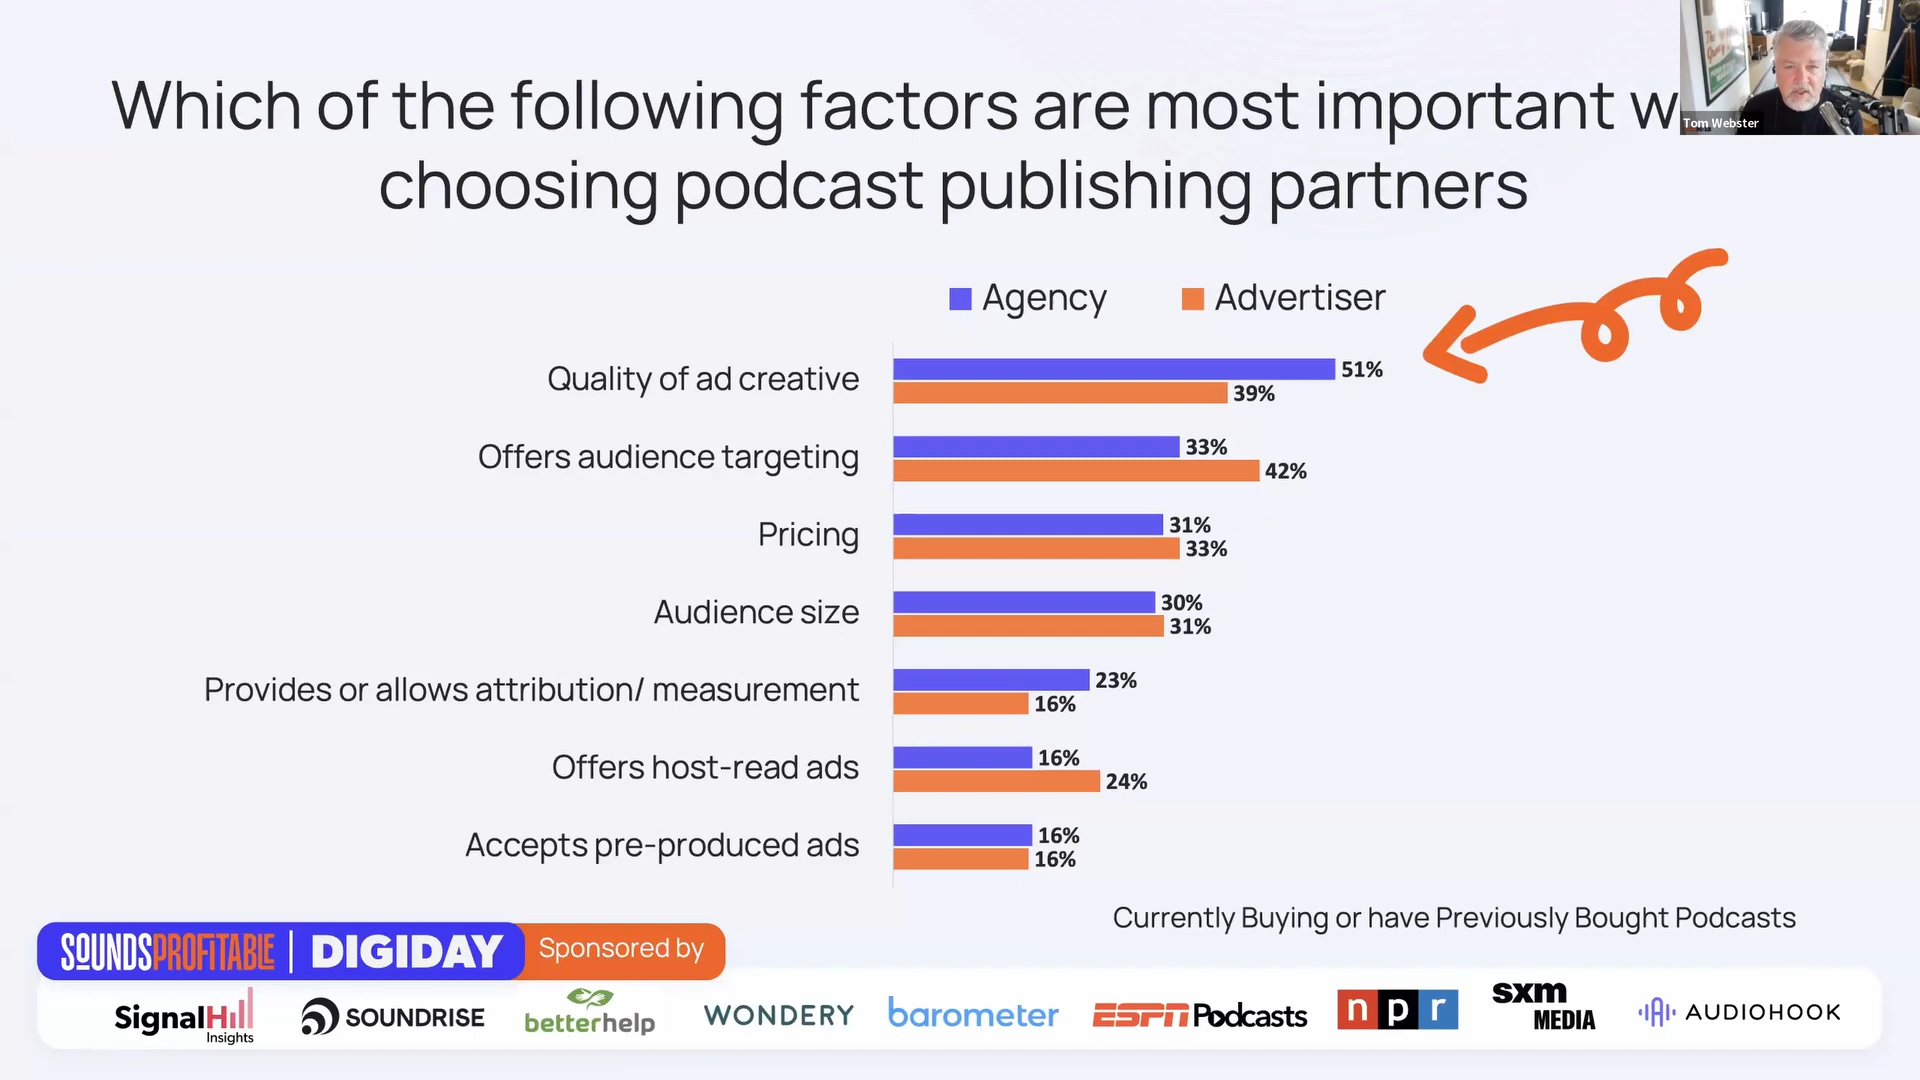 Which of the following factors are most important w
choosing podcast publishing partners
Tom Webster
Agency Advertiser
Quality of ad creative 51%
39%
Offers audience targeting 33%
42%
Pricing 31%
33%
Audience size 30%
31%
Provides or allows attribution/ measurement 23%
16%
Offers host-read ads 16%
24%
Accepts pre-produced ads 16%
16%
Currently Buying or have Previously Bought Podcasts
SOUNDSPROFITABLE | DIGIDAY Sponsored by
SignalHill Insights
SOUNDRISE
betterhelp
WONDERY
barometer
ESPN Podcasts
npr
sxm MEDIA
AUDIOHOOK